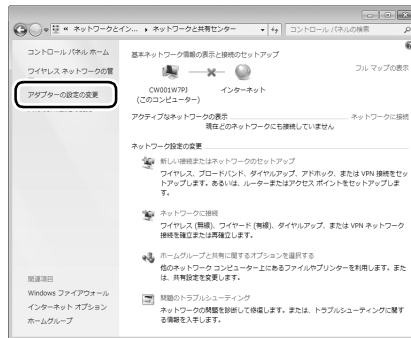 « ネットワークとイン... ▸ ネットワークと共有センター
コントロール パネルの検索
コントロール パネル ホーム
ワイヤレス ネットワークの管
アダプターの設定の変更
基本ネットワーク情報の表示と接続のセットアップ
フル マップの表示
CW001W7PJ
(このコンピューター)
インターネット
アクティブなネットワークの表示
ネットワークに接続
現在どのネットワークにも接続していません
ネットワーク設定の変更
新しい接続またはネットワークのセットアップ
ワイヤレス、ブロードバンド、ダイヤルアップ、アドホック、または VPN 接続をセッ
トアップします。あるいは、ルーターまたはアクセス ポイントをセットアップしま
す。
ネットワークに接続
ワイヤレス (無線)、ワイヤード (有線)、ダイヤルアップ、または VPN ネットワーク
接続を確立または再確立します。
ホームグループと共有に関するオプションを選択する
他のネットワーク コンピューター上にあるファイルやプリンターを利用します。また
は、共有設定を変更します。
問題のトラブルシューティング
ネットワークの問題を診断して修復します。または、トラブルシューティングに関す
る情報を入手します。
関連項目
Windows ファイアウォール
インターネット オプション
ホームグループ